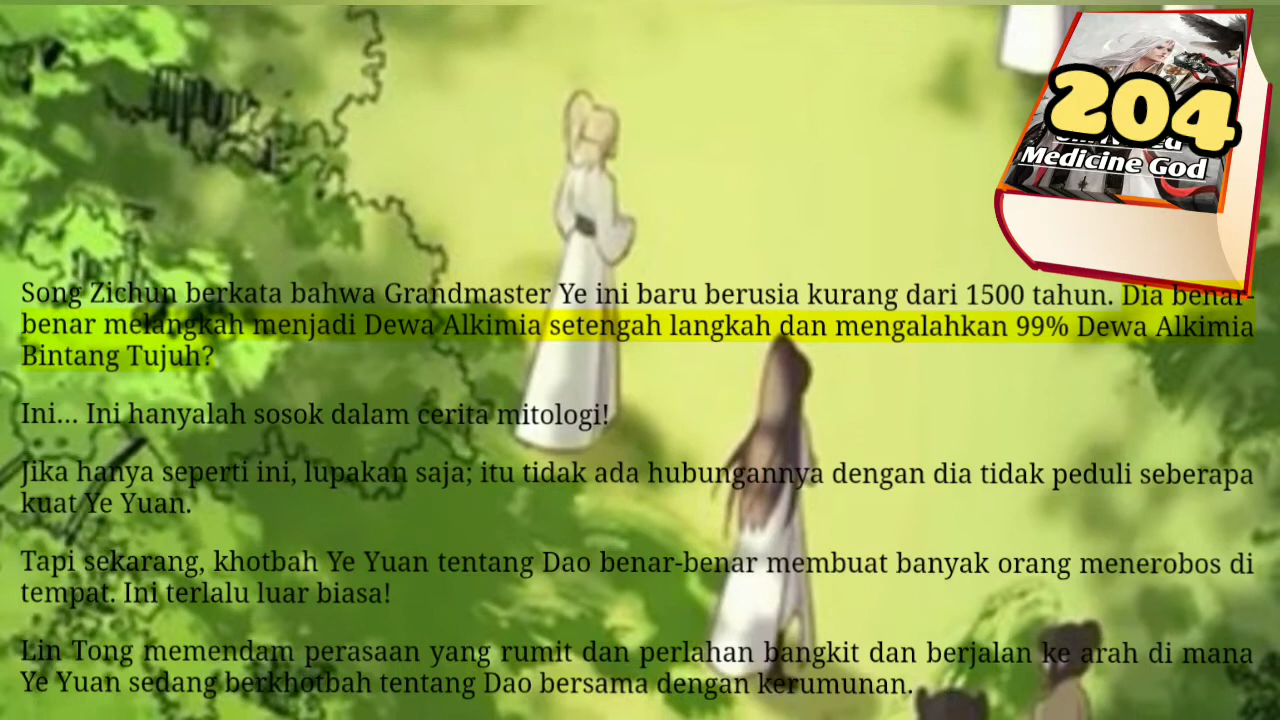 204
Medicine God
Song Zichun berkata bahwa Grandmaster Ye ini baru berusia kurang dari 1500 tahun. Dia benar-
benar melangkah menjadi Dewa Alkimia setengah langkah dan mengalahkan 99% Dewa Alkimia
Bintang Tujuh?
Ini... Ini hanyalah sosok dalam cerita mitologi!
Jika hanya seperti ini, lupakan saja; itu tidak ada hubungannya dengan dia tidak peduli seberapa
kuat Ye Yuan.
Tapi sekarang, khotbah Ye Yuan tentang Dao benar-benar membuat banyak orang menerobos di
tempat. Ini terlalu luar biasa!
Lin Tong memendam perasaan yang rumit dan perlahan bangkit dan berjalan ke arah di mana
Ye Yuan sedang berkhotbah tentang Dao bersama dengan kerumunan.